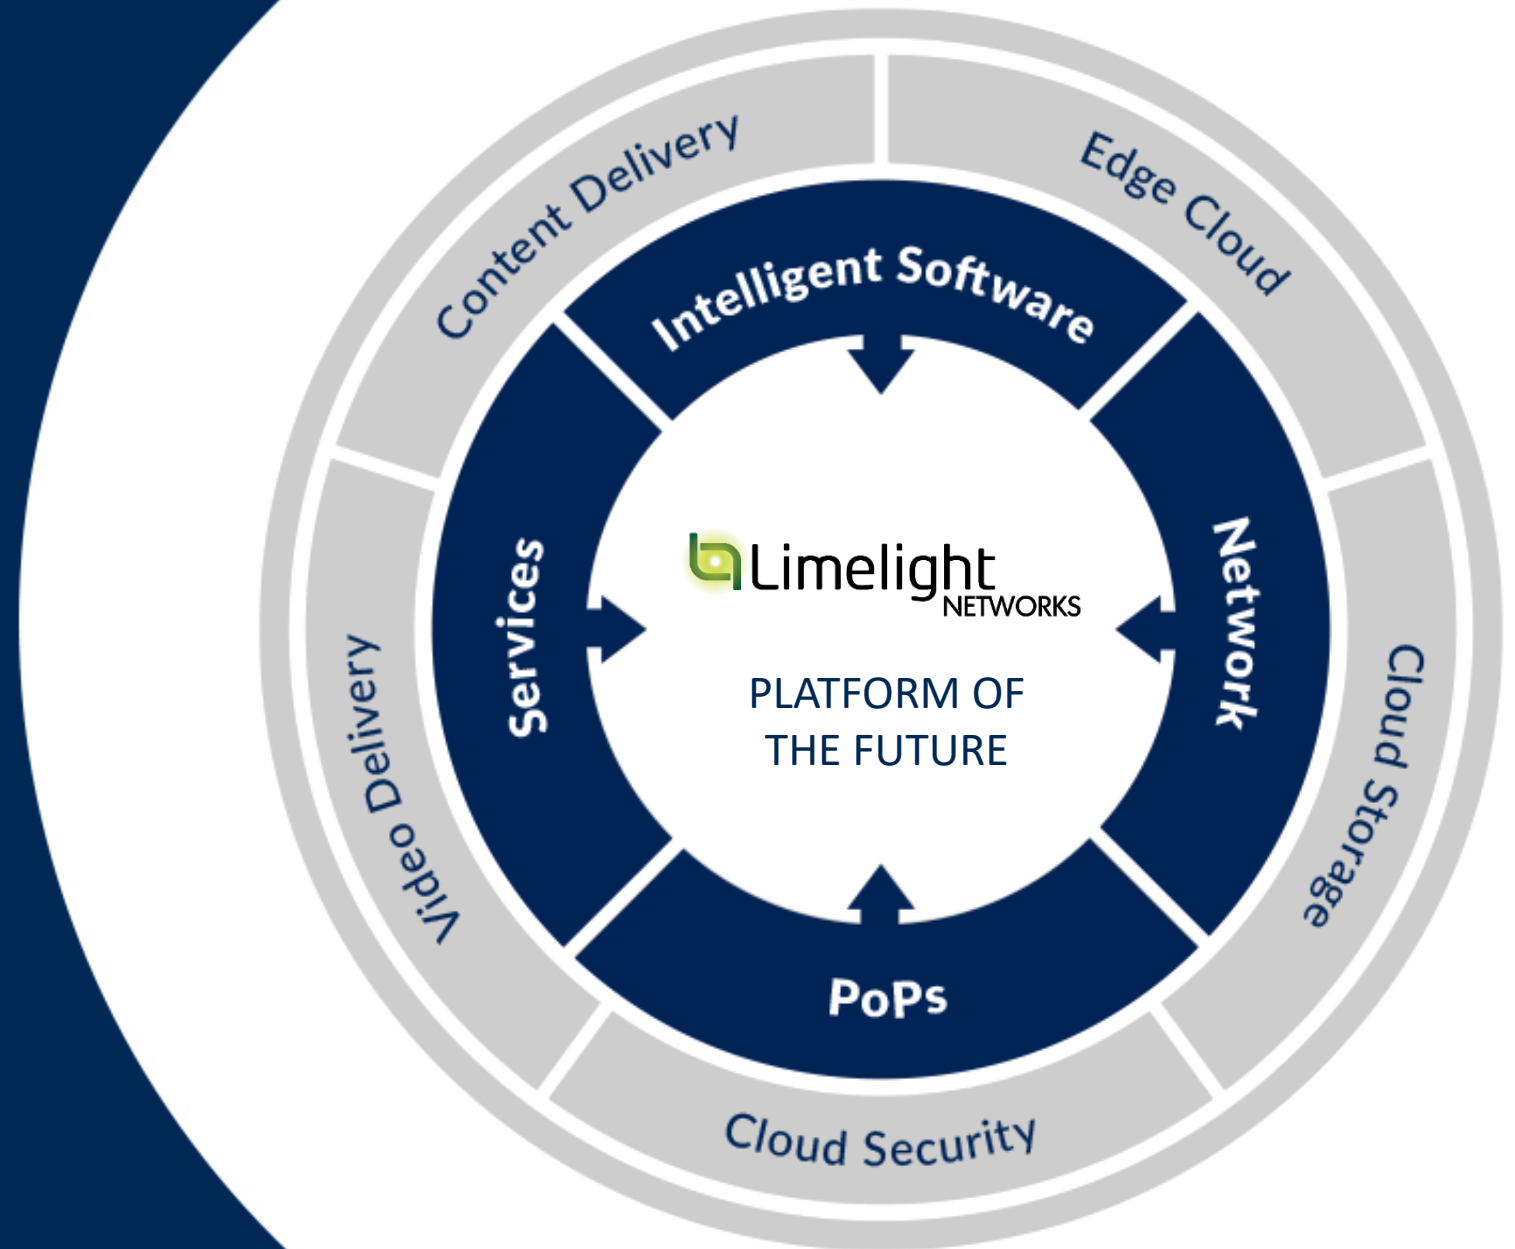 Content Delivery
Edge Cloud
Intelligent Software
Services
Network
Limelight
NETWORKS
PLATFORM OF
THE FUTURE
Video Delivery
Cloud Storage
PoPs
Cloud Security